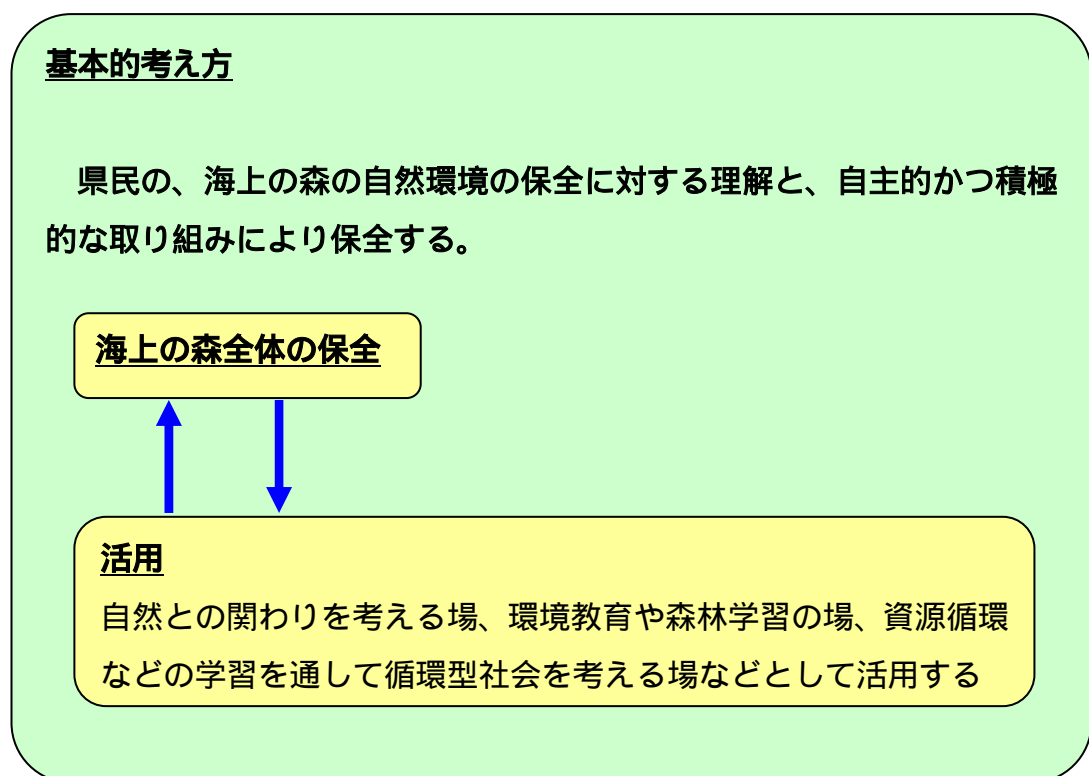 基本的考え方
　県民の、海上の森の自然環境の保全に対する理解と、自主的かつ積極
的な取り組みにより保全する。
海上の森全体の保全
活用
自然との関わりを考える場、環境教育や森林学習の場、資源循環
などの学習を通して循環型社会を考える場などとして活用する